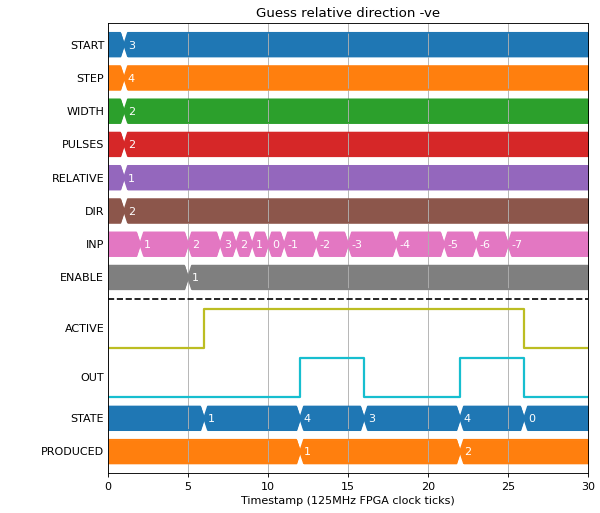 Guess relative direction -ve
START 3
STEP 4
WIDTH 2
PULSES 2
RELATIVE 1
DIR 2
INP 1 2 3 2 1 0 -1 -2 -3 -4 -5 -6 -7
ENABLE 1
ACTIVE
OUT
STATE 1 4 3 4 0
PRODUCED 1 2
0 5 10 15 20 25 30
Timestamp (125MHz FPGA clock ticks)